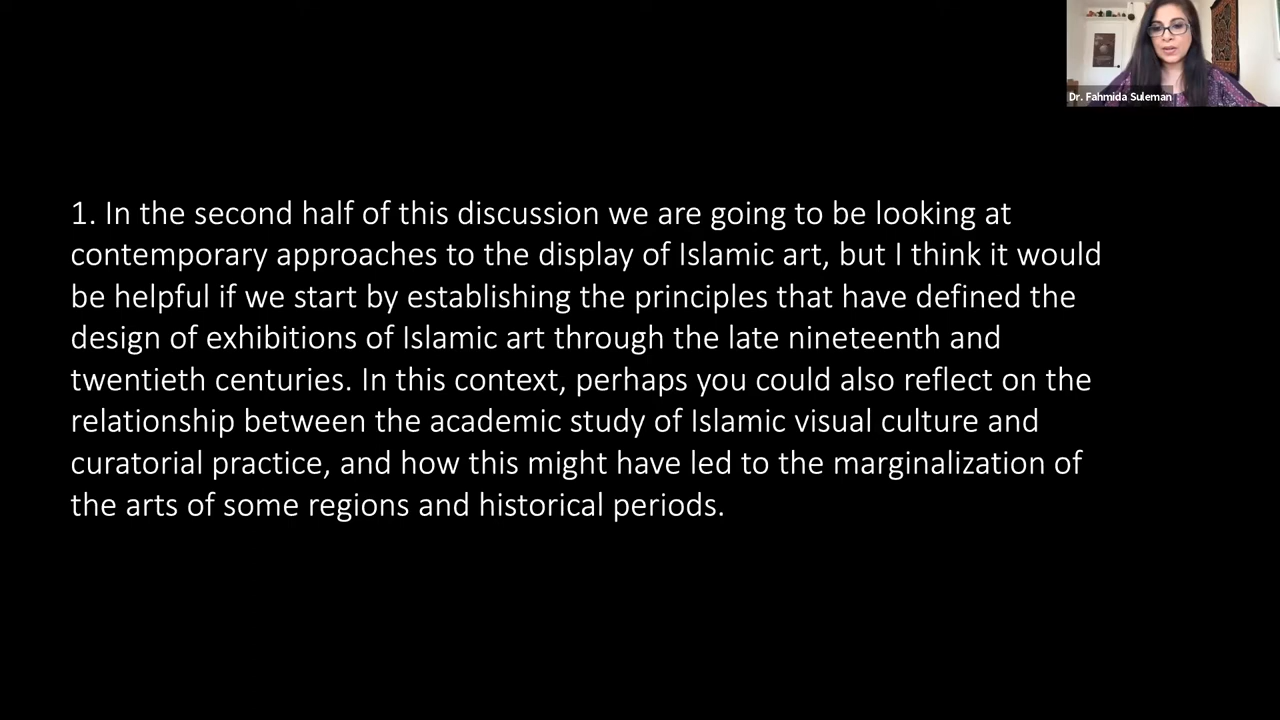 Dr. Fahmida Suleman
1. In the second half of this discussion we are going to be looking at
contemporary approaches to the display of Islamic art, but I think it would
be helpful if we start by establishing the principles that have defined the
design of exhibitions of Islamic art through the late nineteenth and
twentieth centuries. In this context, perhaps you could also reflect on the
relationship between the academic study of Islamic visual culture and
curatorial practice, and how this might have led to the marginalization of
the arts of some regions and historical periods.